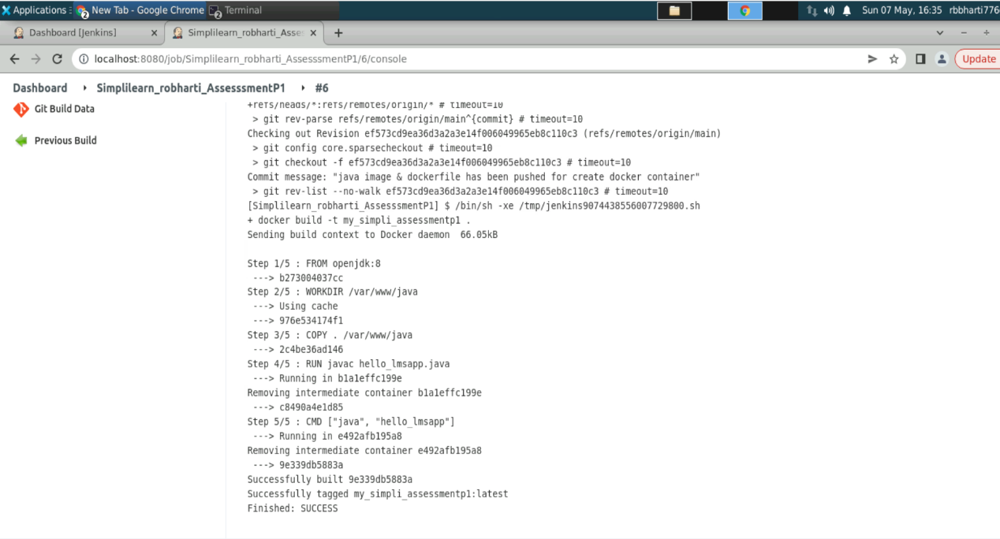 Applications
New Tab - Google Chrome
2
Terminal
2
Sun 07 May, 16:35
rbbharti776
Dashboard [Jenkins]
Simplilearn_robharti_Asses
localhost:8080/job/Simplilearn_robharti_AssesssmentP1/6/console
Update
Dashboard
Simplilearn_robharti_AssesssmentP1
#6
Git Build Data
Previous Build
+refs/heads/*:refs/remotes/origin/* # timeout=10
> git rev-parse refs/remotes/origin/main^{commit} # timeout=10
Checking out Revision ef573cd9ea36d3a2a3e14f006049965eb8c110c3 (refs/remotes/origin/main)
> git config core.sparsecheckout # timeout=10
> git checkout -f ef573cd9ea36d3a2a3e14f006049965eb8c110c3 # timeout=10
Commit message: "java image & dockerfile has been pushed for create docker container"
> git rev-list --no-walk ef573cd9ea36d3a2a3e14f006049965eb8c110c3 # timeout=10
[Simplilearn_robharti_AssesssmentP1] $ /bin/sh -xe /tmp/jenkins9074438556007729800.sh
+ docker build -t my_simpli_assessmentp1 .
Sending build context to Docker daemon  66.05kB
Step 1/5 : FROM openjdk:8
---> b273004037cc
Step 2/5 : WORKDIR /var/www/java
---> Using cache
---> 976e534174f1
Step 3/5 : COPY . /var/www/java
---> 2c4be36ad146
Step 4/5 : RUN javac hello_lmsapp.java
---> Running in b1a1effc199e
Removing intermediate container b1a1effc199e
---> c8490a4e1d85
Step 5/5 : CMD ["java", "hello_lmsapp"]
---> Running in e492afb195a8
Removing intermediate container e492afb195a8
---> 9e339db5883a
Successfully built 9e339db5883a
Successfully tagged my_simpli_assessmentp1:latest
Finished: SUCCESS